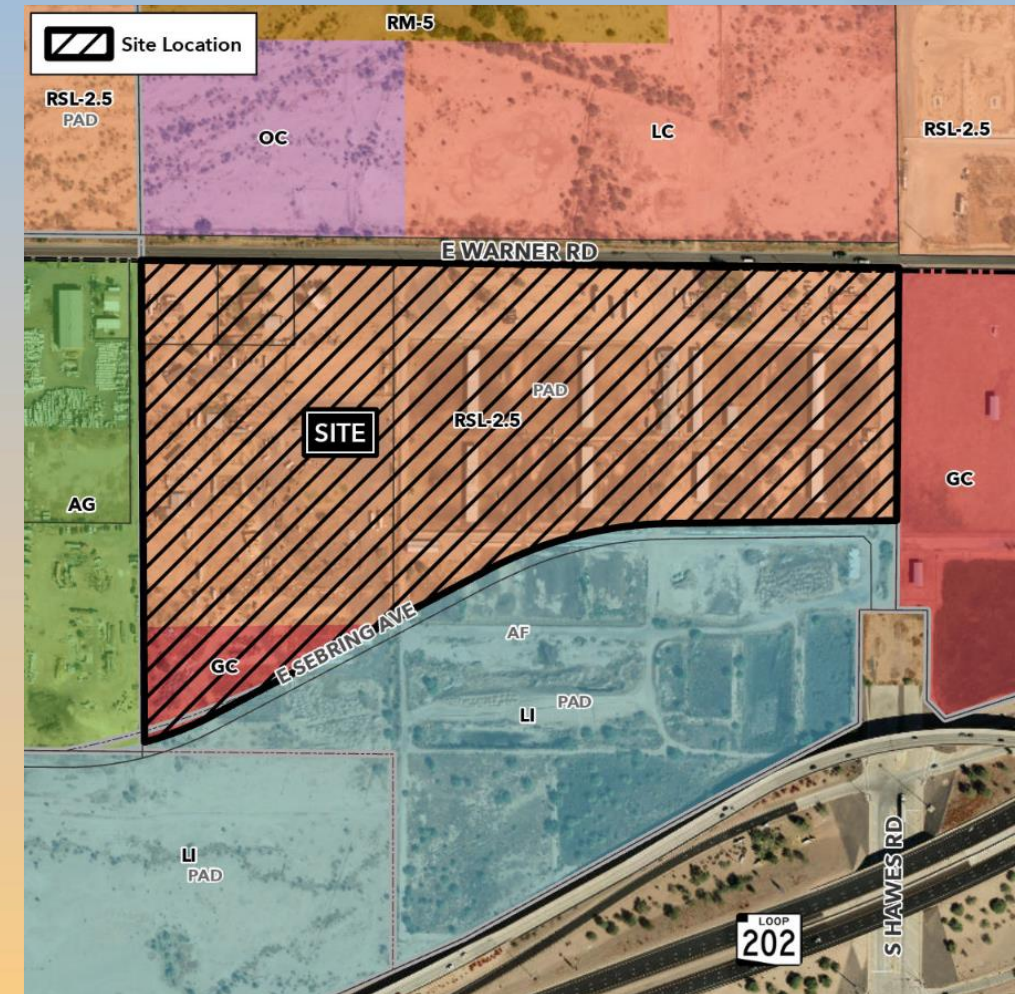 RM-5
Site Location
RSL-2.5
PAD
OC
LC
RSL-2.5
E WARNER RD
PAD
RSL-2.5
SITE
GC
AG
E SEBRING AVE
AF
GC
PAD
LI
LI
PAD
S HAWES RD
LOOP
202